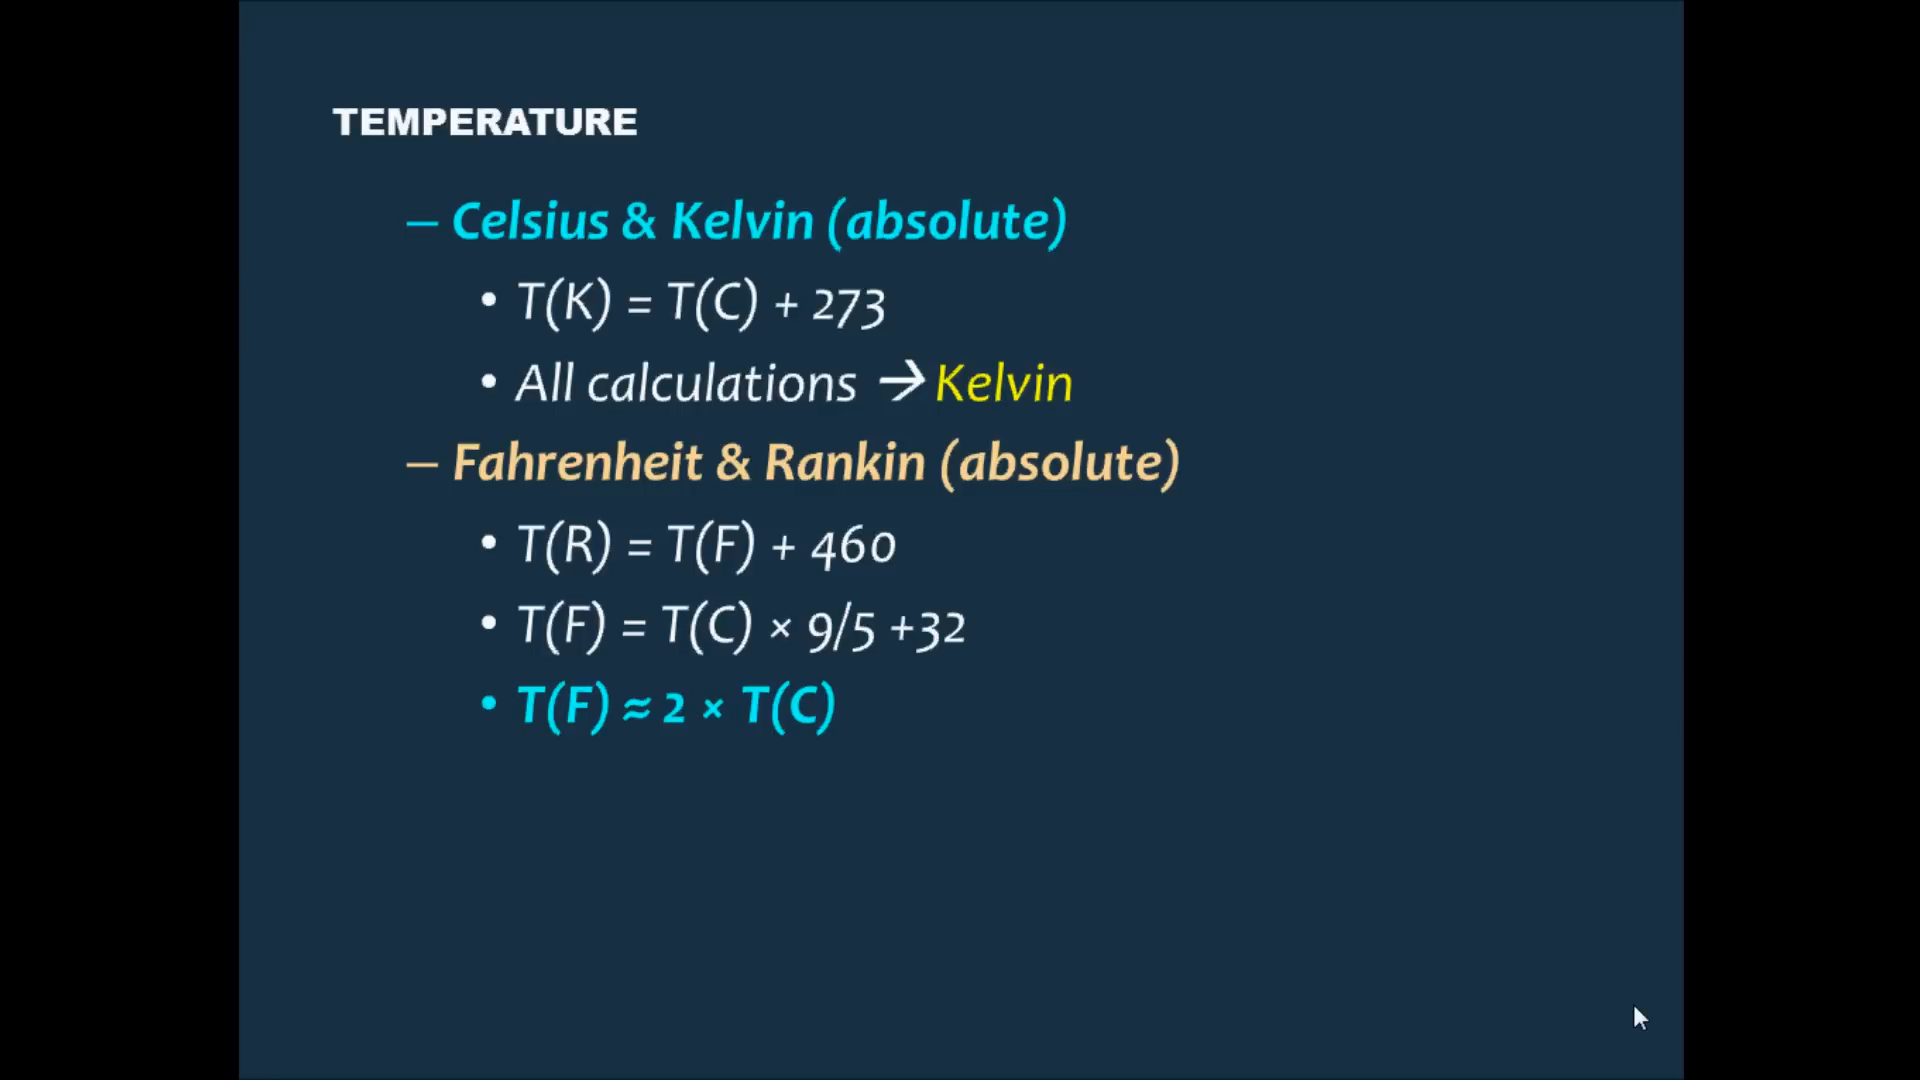 TEMPERATURE
– Celsius & Kelvin (absolute)
• T(K) = T(C) + 273
• All calculations → Kelvin
– Fahrenheit & Rankin (absolute)
• T(R) = T(F) + 460
• T(F) = T(C) × 9/5 +32
• T(F) ≈ 2 × T(C)